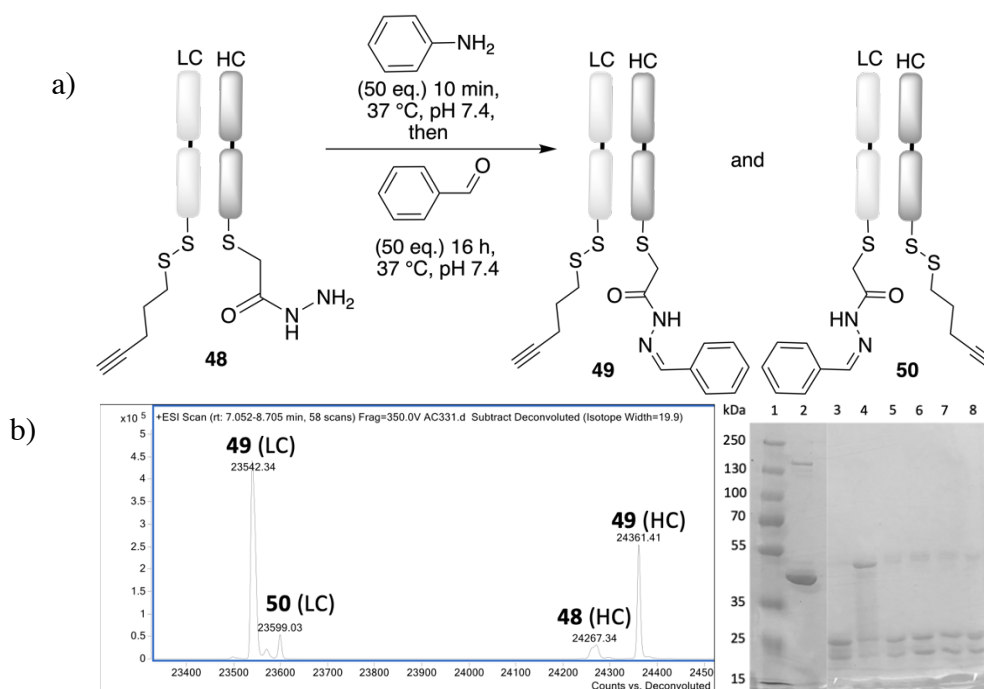 a)
LC HC
NH2
(50 eq.) 10 min,
37 °C, pH 7.4,
then
O
(50 eq.) 16 h,
37 °C, pH 7.4
S
S
S
O
N
H
NH2
48
LC HC
and
S
S
S
O
NH
N
49
LC HC
S
S
S
O
HN
N
50
b)
x10 5
+ESI Scan (rt: 7.052-8.705 min, 58 scans) Frag=350.0V AC331.d Subtract Deconvoluted (Isotope Width=19.9)
5
4.5
4
3.5
3
2.5
2
1.5
1
0.5
0
49 (LC)
23542.34
50 (LC)
23599.03
48 (HC)
24267.34
49 (HC)
24361.41
23400 23500 23600 23700 23800 23900 24000 24100 24200 24300 24400 2450
Counts vs. Deconvoluted
kDa 1 2 3 4 5 6 7 8
250
130
100
70
55
35
25
15